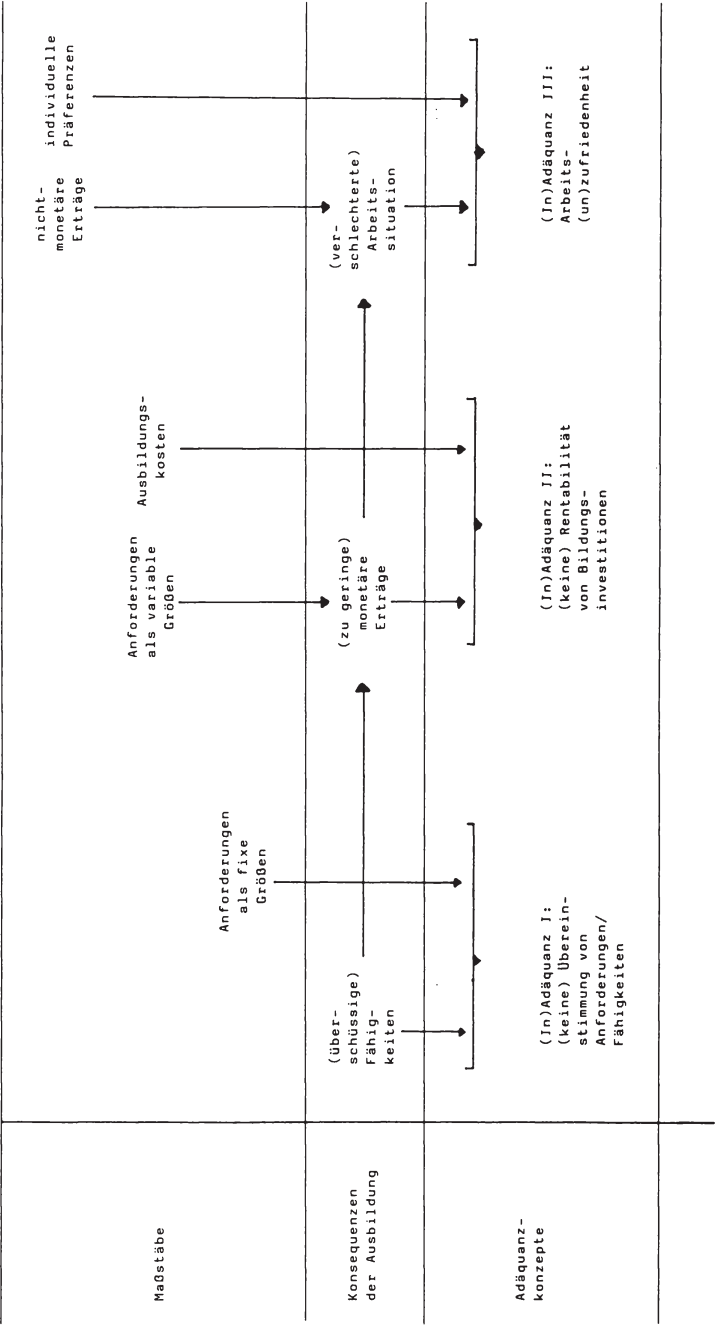 Maßstäbe
Anforderungen
als fixe
Größen
Anforderungen
als variable
Größen
Ausbildungs-
kosten
nicht-
monetäre
Erträge
individuelle
Präferenzen
Konsequenzen
der Ausbildung
(über-
schüssige)
Fähig-
keiten
(zu geringe)
monetäre
Erträge
(ver-
schlechterte)
Arbeits-
situation
Adäquanz-
konzepte
(In)Adäquanz I:
(keine) Überein-
stimmung von
Anforderungen/
Fähigkeiten
(In)Adäquanz II:
(keine) Rentabilität
von Bildungs-
investitionen
(In)Adäquanz III:
Arbeits-
(un)zufriedenheit